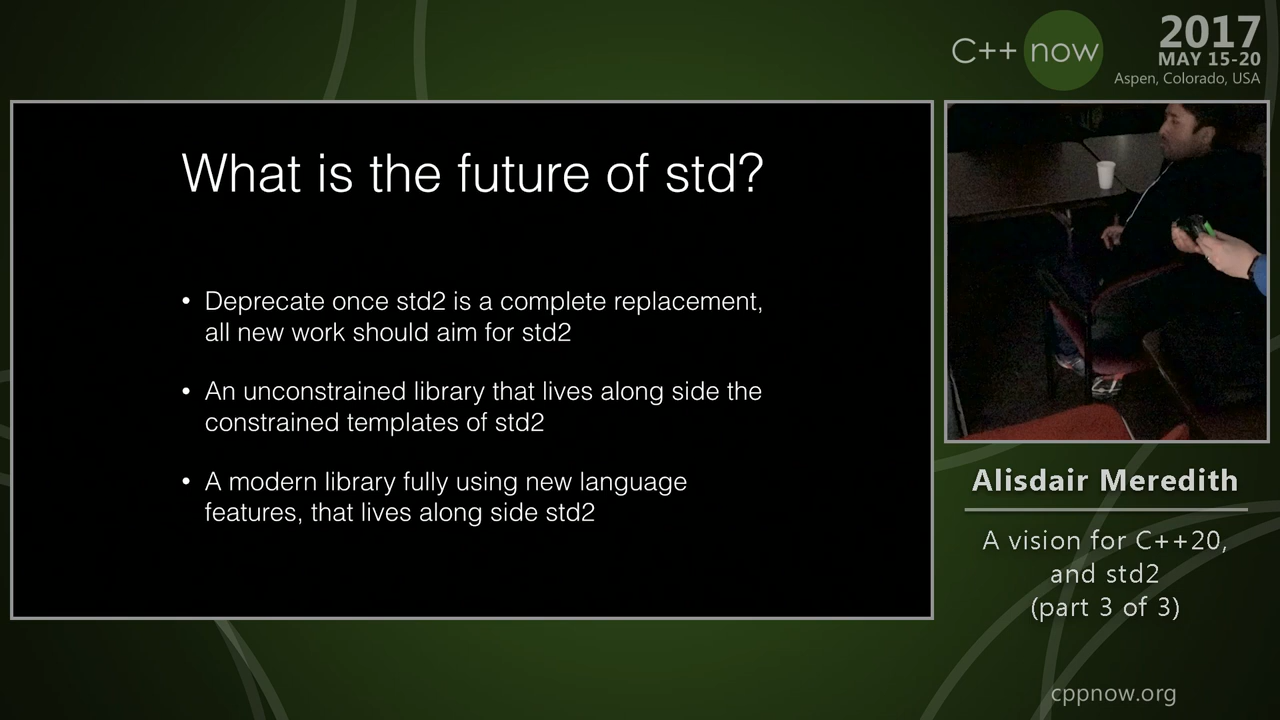 C++ now
2017
MAY 15-20
Aspen, Colorado, USA
What is the future of std?
• Deprecate once std2 is a complete replacement,
all new work should aim for std2
• An unconstrained library that lives along side the
constrained templates of std2
• A modern library fully using new language
features, that lives along side std2
Alisdair Meredith
A vision for C++20,
and std2
(part 3 of 3)
cppnow.org